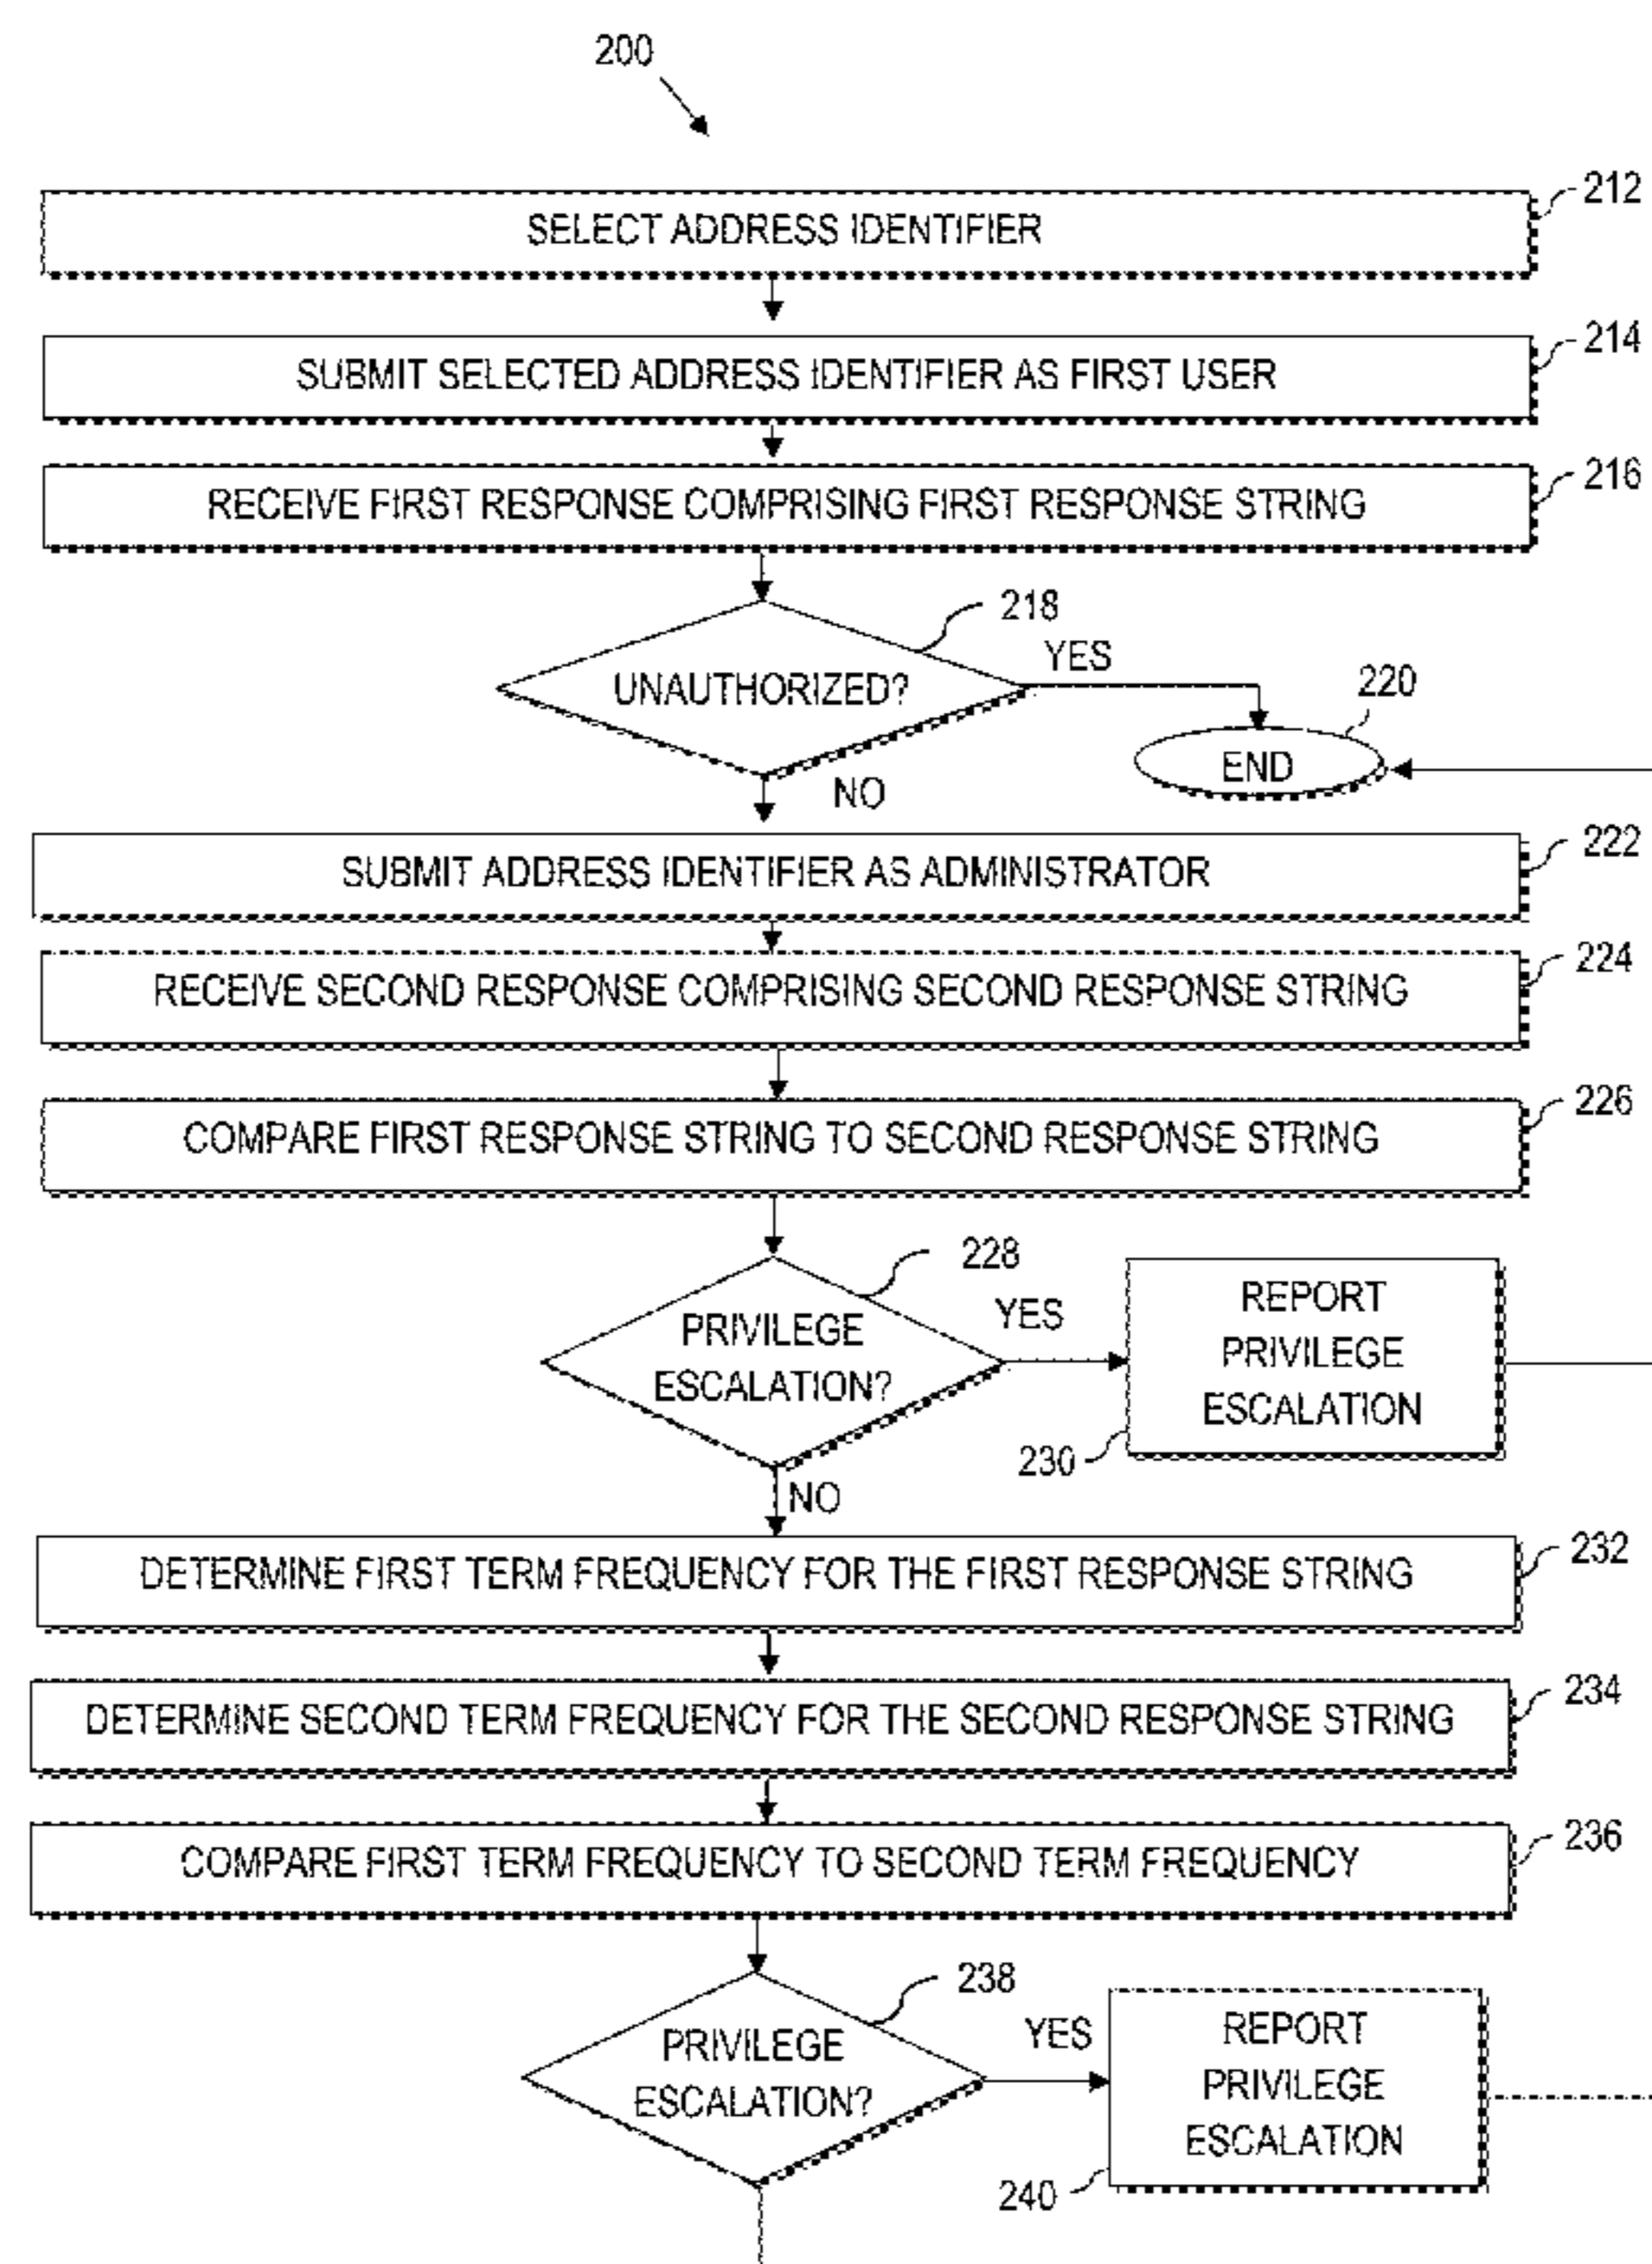 200
212
SELECT ADDRESS IDENTIFIER
214
SUBMIT SELECTED ADDRESS IDENTIFIER AS FIRST USER
216
RECEIVE FIRST RESPONSE COMPRISING FIRST RESPONSE STRING
218
UNAUTHORIZED?
YES
220
END
NO
222
SUBMIT ADDRESS IDENTIFIER AS ADMINISTRATOR
224
RECEIVE SECOND RESPONSE COMPRISING SECOND RESPONSE STRING
226
COMPARE FIRST RESPONSE STRING TO SECOND RESPONSE STRING
228
PRIVILEGE
ESCALATION?
YES
REPORT
PRIVILEGE
ESCALATION
230
NO
232
DETERMINE FIRST TERM FREQUENCY FOR THE FIRST RESPONSE STRING
234
DETERMINE SECOND TERM FREQUENCY FOR THE SECOND RESPONSE STRING
236
COMPARE FIRST TERM FREQUENCY TO SECOND TERM FREQUENCY
238
PRIVILEGE
ESCALATION?
YES
REPORT
PRIVILEGE
ESCALATION
240